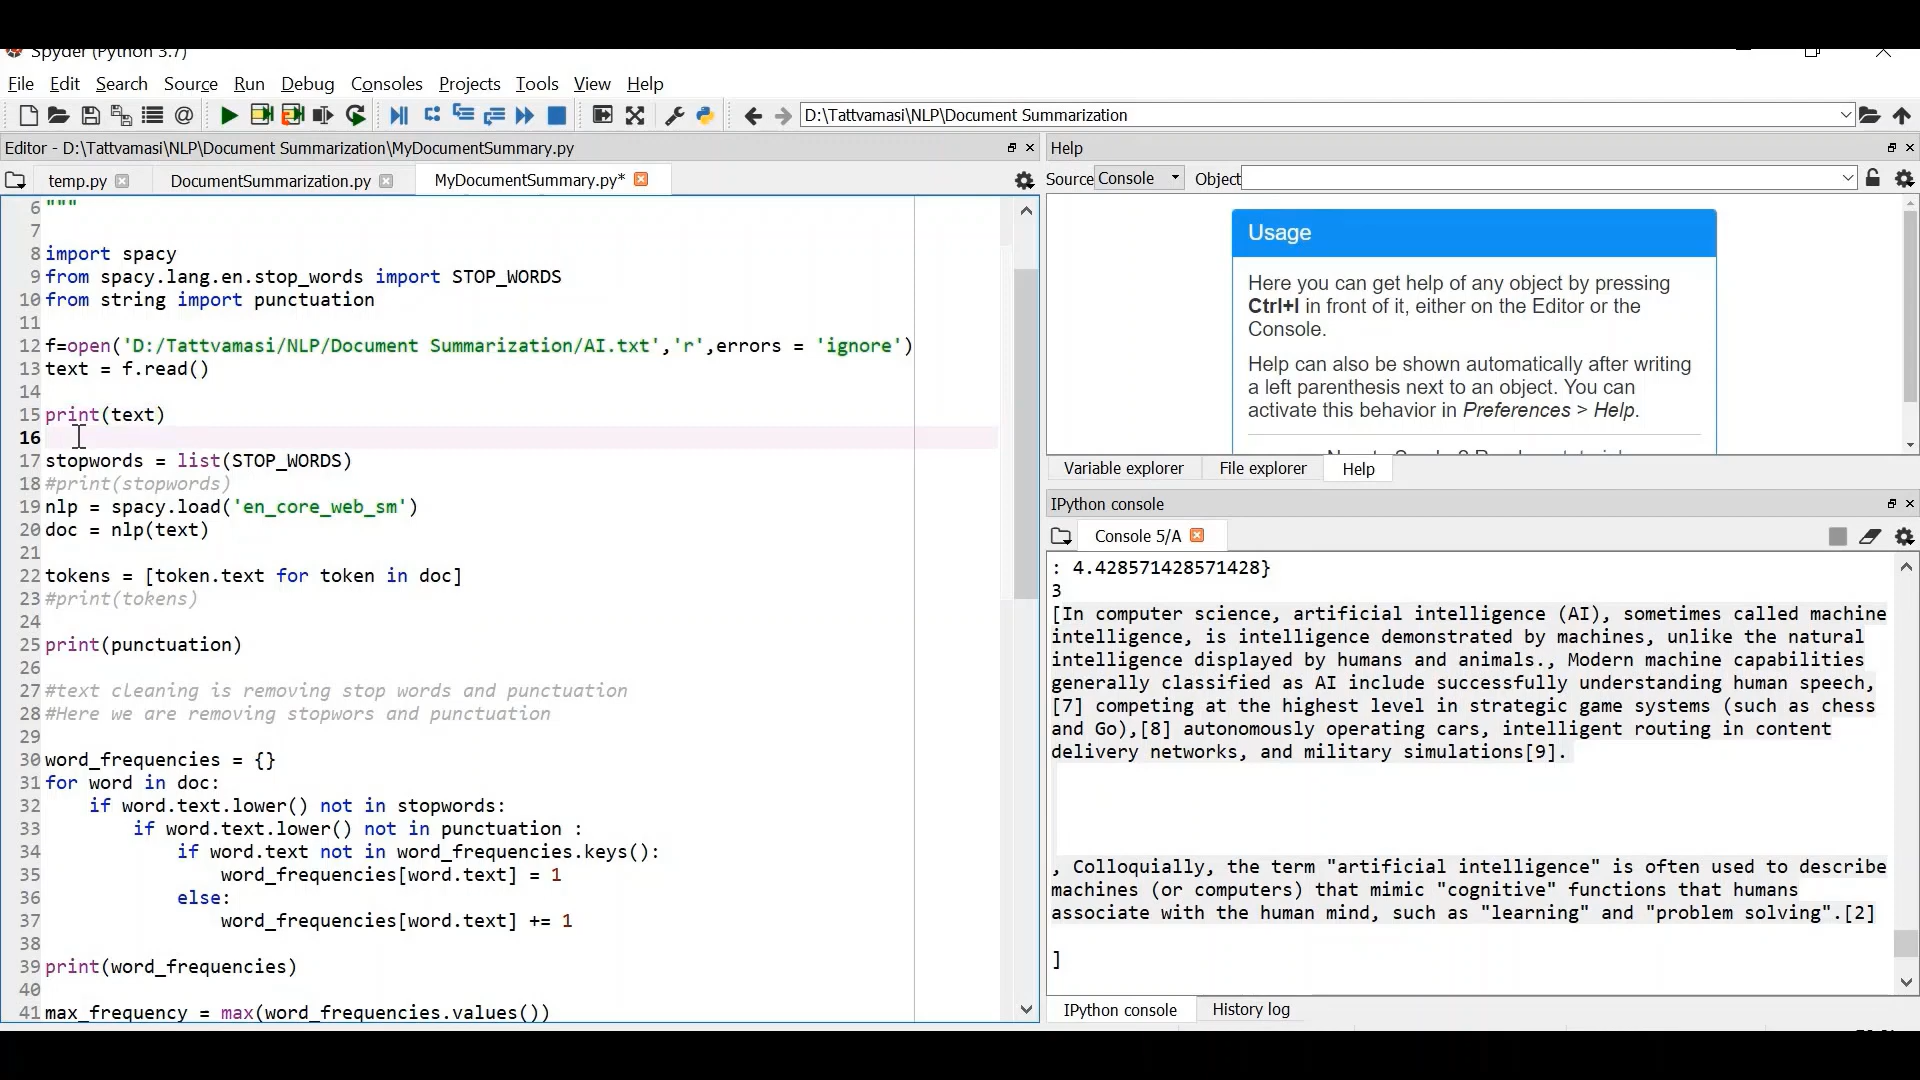 Spyder (Python 3.7)
File Edit Search Source Run Debug Consoles Projects Tools View Help
D:\Tattvamasi\NLP\Document Summarization
Editor - D:\Tattvamasi\NLP\Document Summarization\MyDocumentSummary.py
temp.py DocumentSummarization.py MyDocumentSummary.py*
6 """
7
8 import spacy
9 from spacy.lang.en.stop_words import STOP_WORDS
10 from string import punctuation
11
12 f=open('D:/Tattvamasi/NLP/Document Summarization/AI.txt','r',errors = 'ignore')
13 text = f.read()
14
15 print(text)
16
17 stopwords = list(STOP_WORDS)
18 #print(stopwords)
19 nlp = spacy.load('en_core_web_sm')
20 doc = nlp(text)
21
22 tokens = [token.text for token in doc]
23 #print(tokens)
24
25 print(punctuation)
26
27 #text cleaning is removing stop words and punctuation
28 #Here we are removing stopwors and punctuation
29
30 word_frequencies = {}
31 for word in doc:
32 if word.text.lower() not in stopwords:
33 if word.text.lower() not in punctuation :
34 if word.text not in word_frequencies.keys():
35 word_frequencies[word.text] = 1
36 else:
37 word_frequencies[word.text] += 1
38
39 print(word_frequencies)
40
41 max_frequency = max(word_frequencies.values())
Help
Source Console Object
Usage
Here you can get help of any object by pressing
Ctrl+I in front of it, either on the Editor or the
Console.
Help can also be shown automatically after writing
a left parenthesis next to an object. You can
activate this behavior in Preferences > Help.
Variable explorer File explorer Help
IPython console
Console 5/A
: 4.428571428571428}
3
[In computer science, artificial intelligence (AI), sometimes called machine
intelligence, is intelligence demonstrated by machines, unlike the natural
intelligence displayed by humans and animals., Modern machine capabilities
generally classified as AI include successfully understanding human speech,
[7] competing at the highest level in strategic game systems (such as chess
and Go),[8] autonomously operating cars, intelligent routing in content
delivery networks, and military simulations[9].
, Colloquially, the term "artificial intelligence" is often used to describe
machines (or computers) that mimic "cognitive" functions that humans
associate with the human mind, such as "learning" and "problem solving".[2]
]
IPython console History log